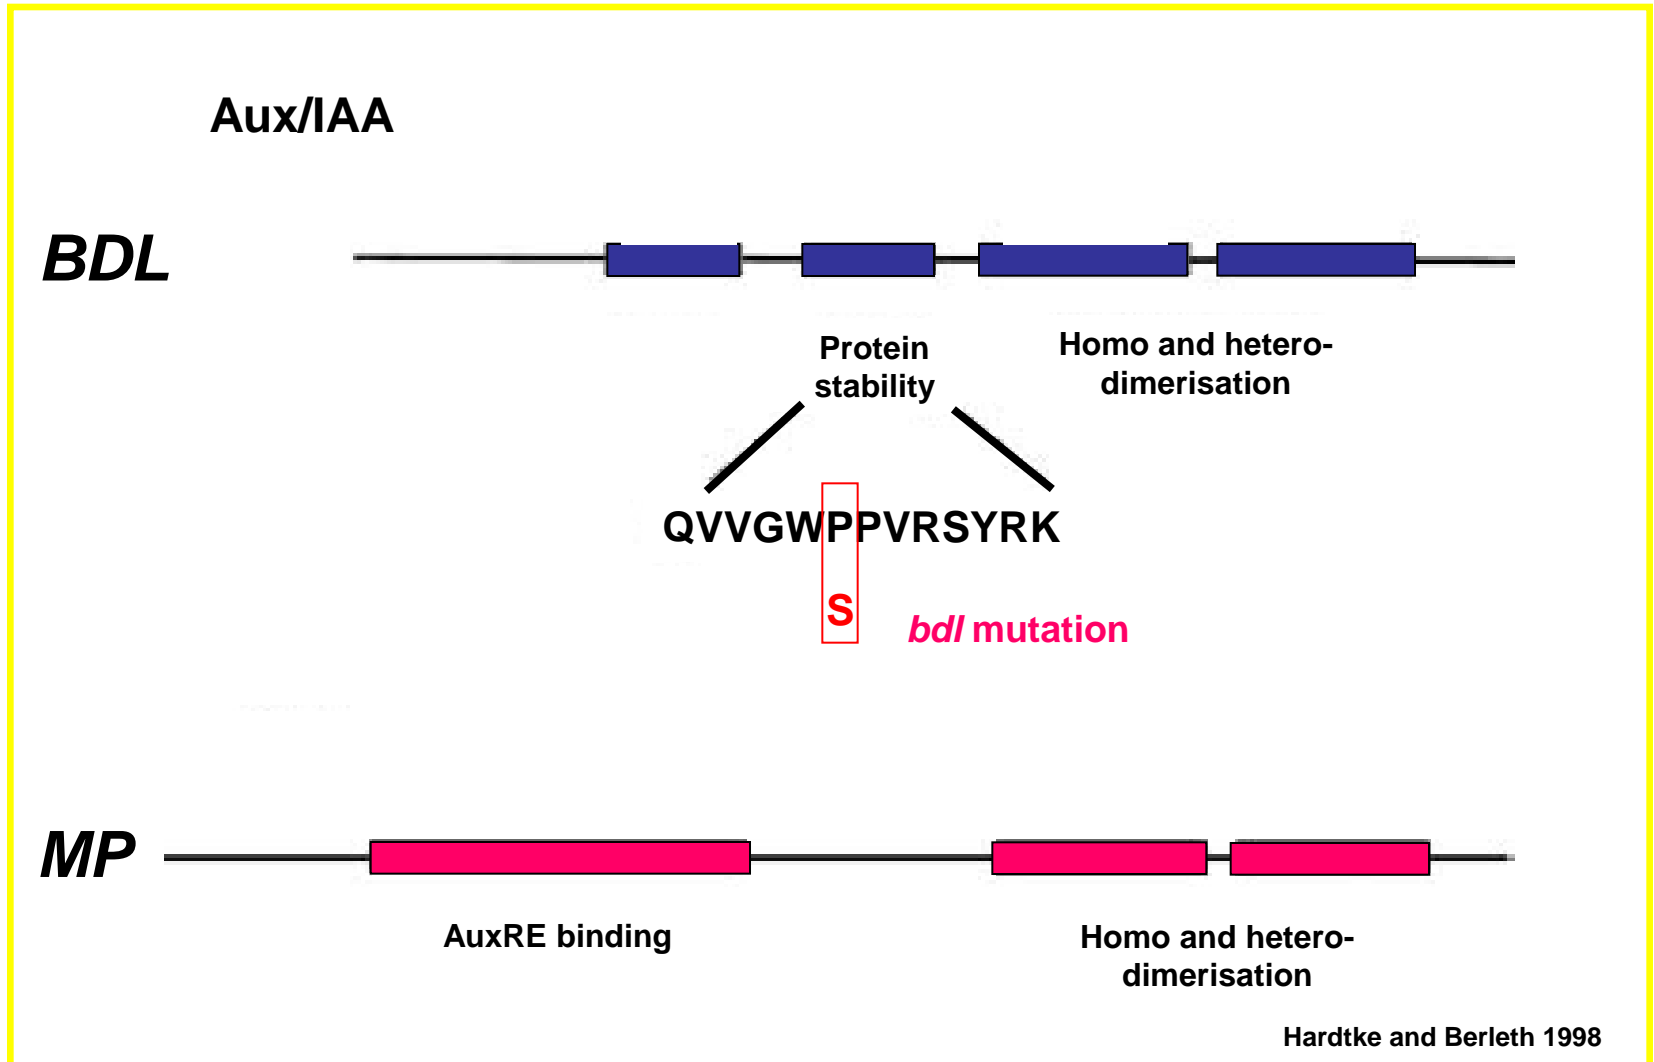 Aux/IAA
BDL
Protein
stability
Homo and hetero-
dimerisation
QVVGWPPVRSYRK
S
bdl mutation
MP
AuxRE binding
Homo and hetero-
dimerisation
Hardtke and Berleth 1998